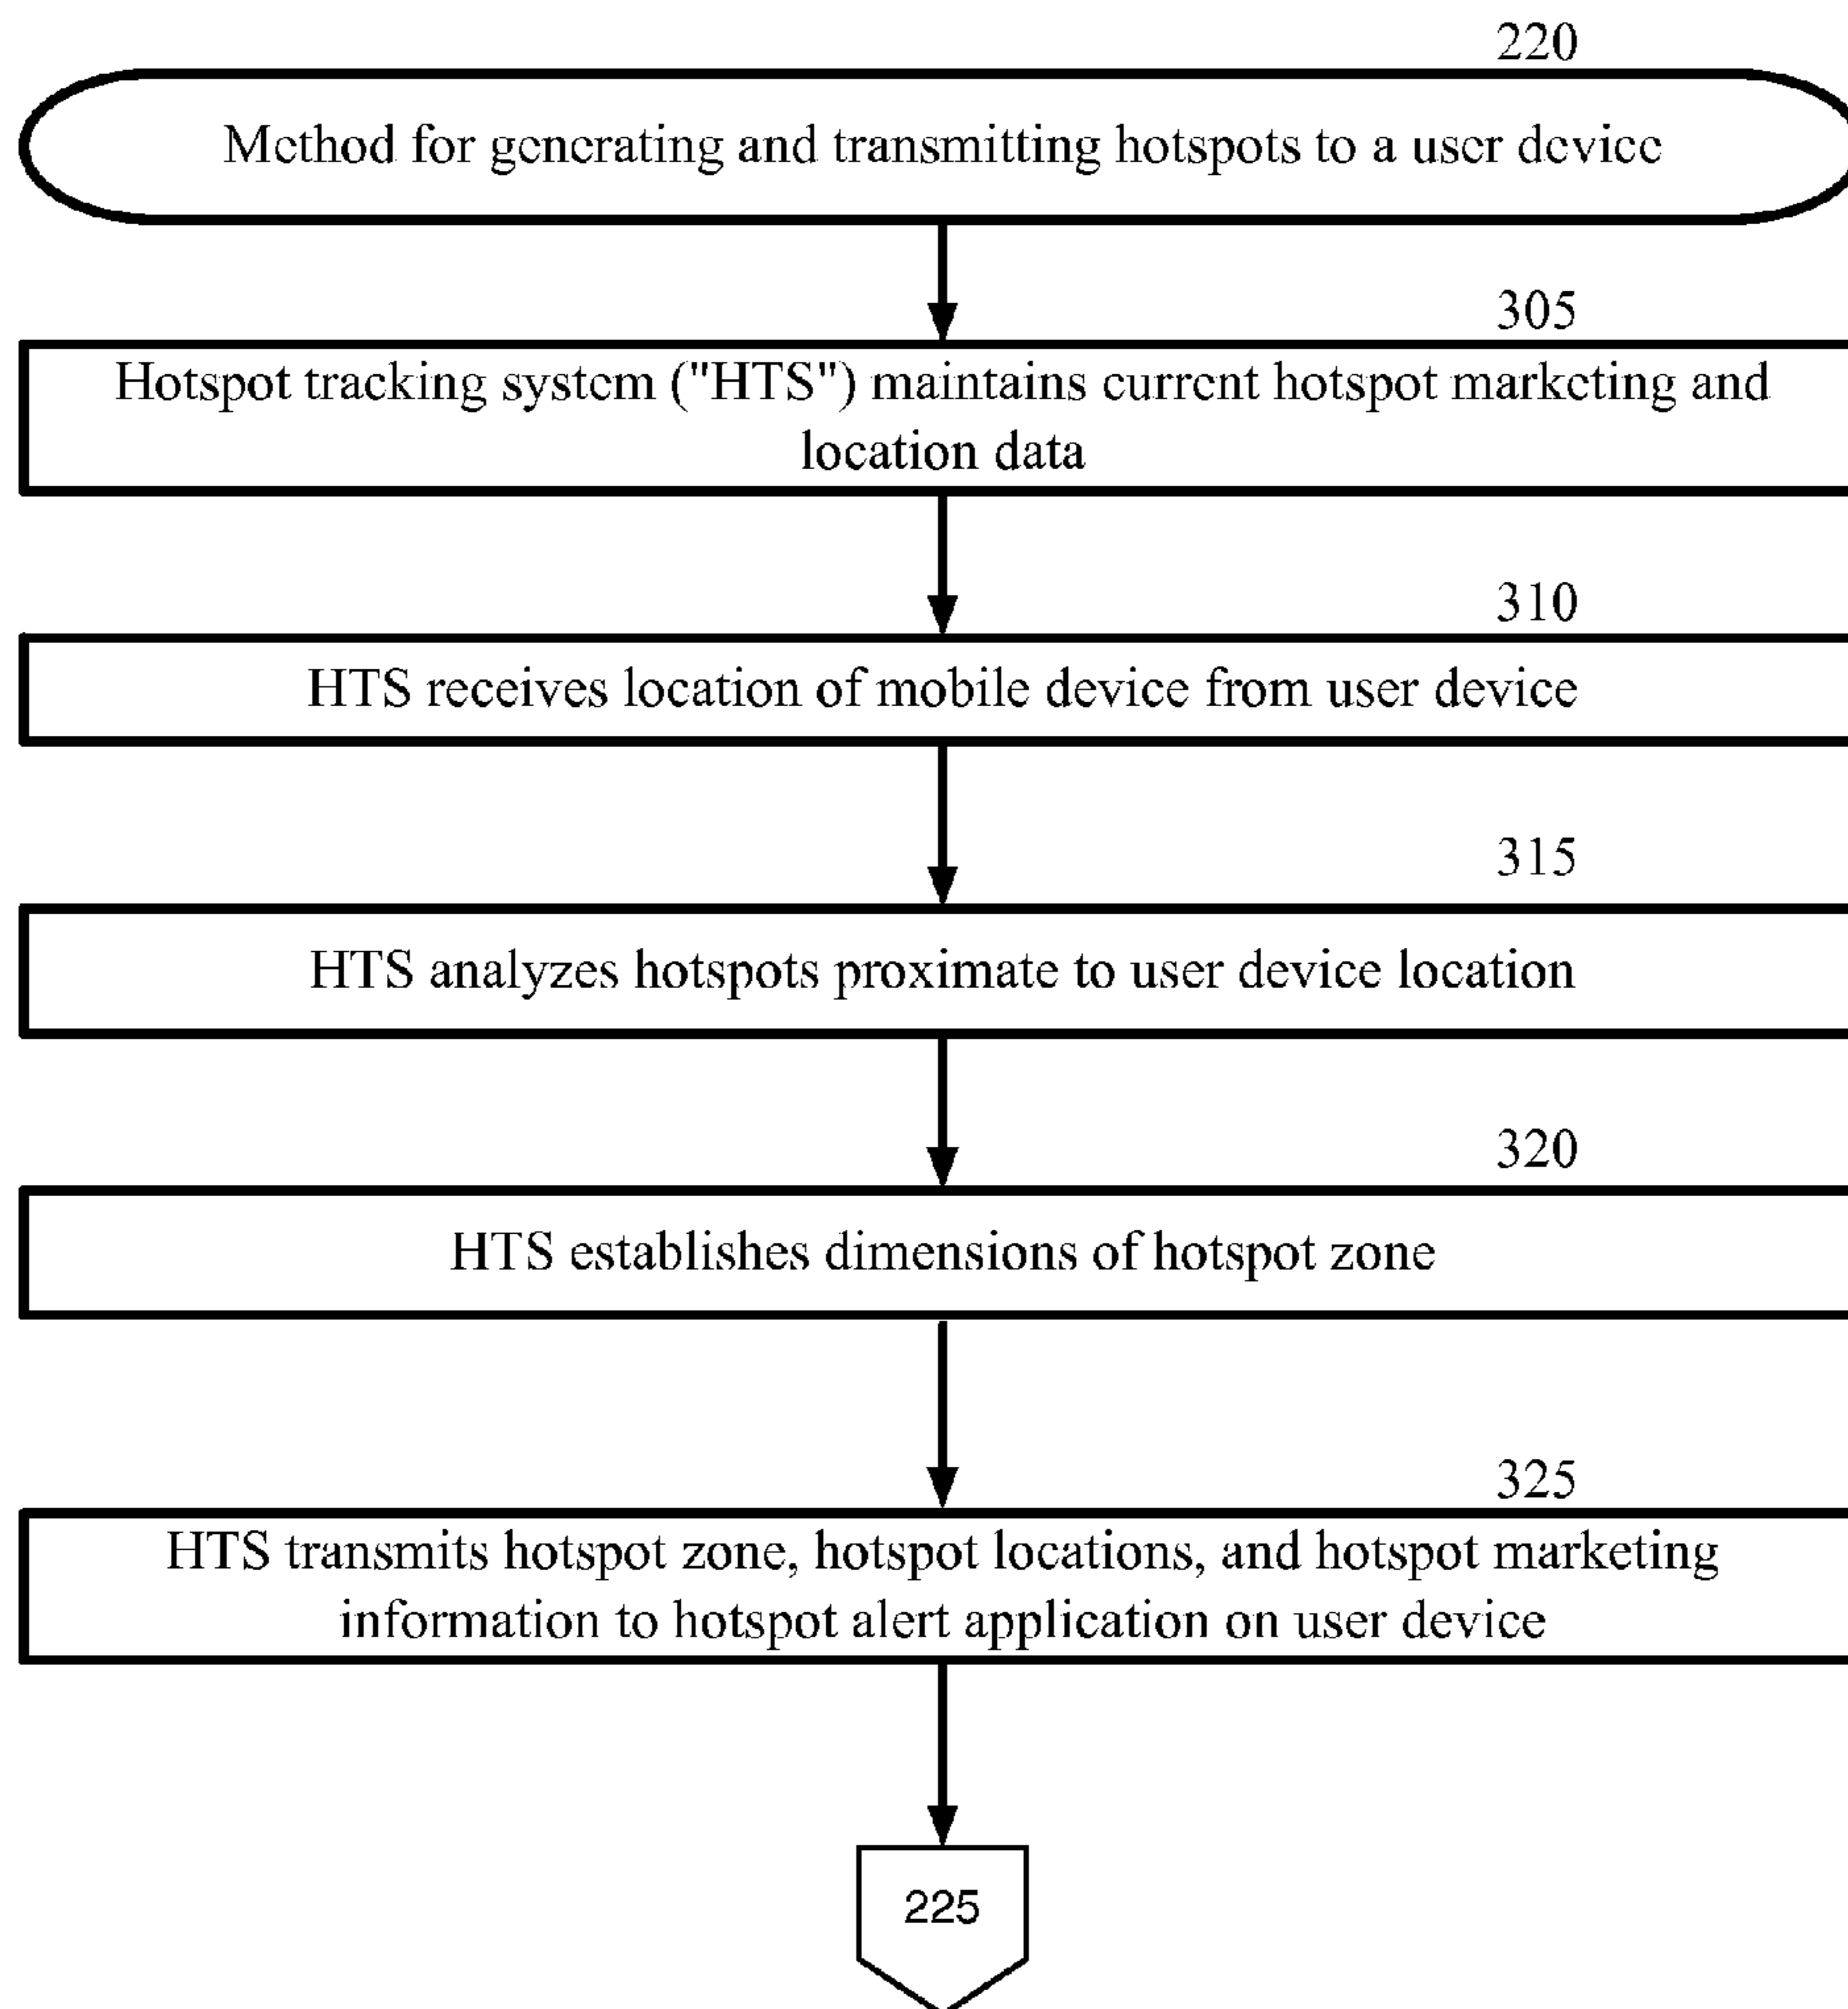 220
Method for generating and transmitting hotspots to a user device
305
Hotspot tracking system ("HTS") maintains current hotspot marketing and
location data
310
HTS receives location of mobile device from user device
315
HTS analyzes hotspots proximate to user device location
320
HTS establishes dimensions of hotspot zone
325
HTS transmits hotspot zone, hotspot locations, and hotspot marketing
information to hotspot alert application on user device
225